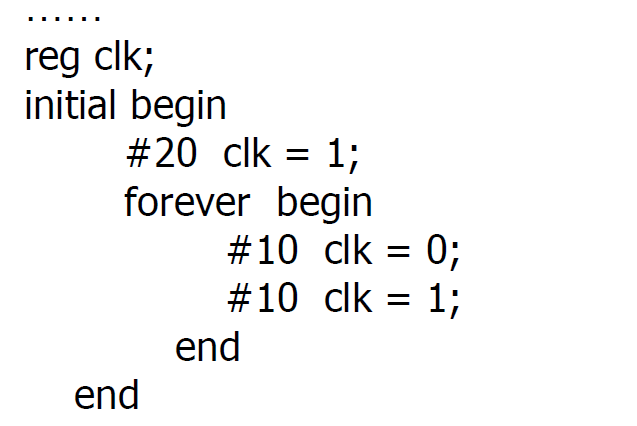 ……
reg clk;
initial begin
#20 clk = 1;
forever begin
#10 clk = 0;
#10 clk = 1;
end
end